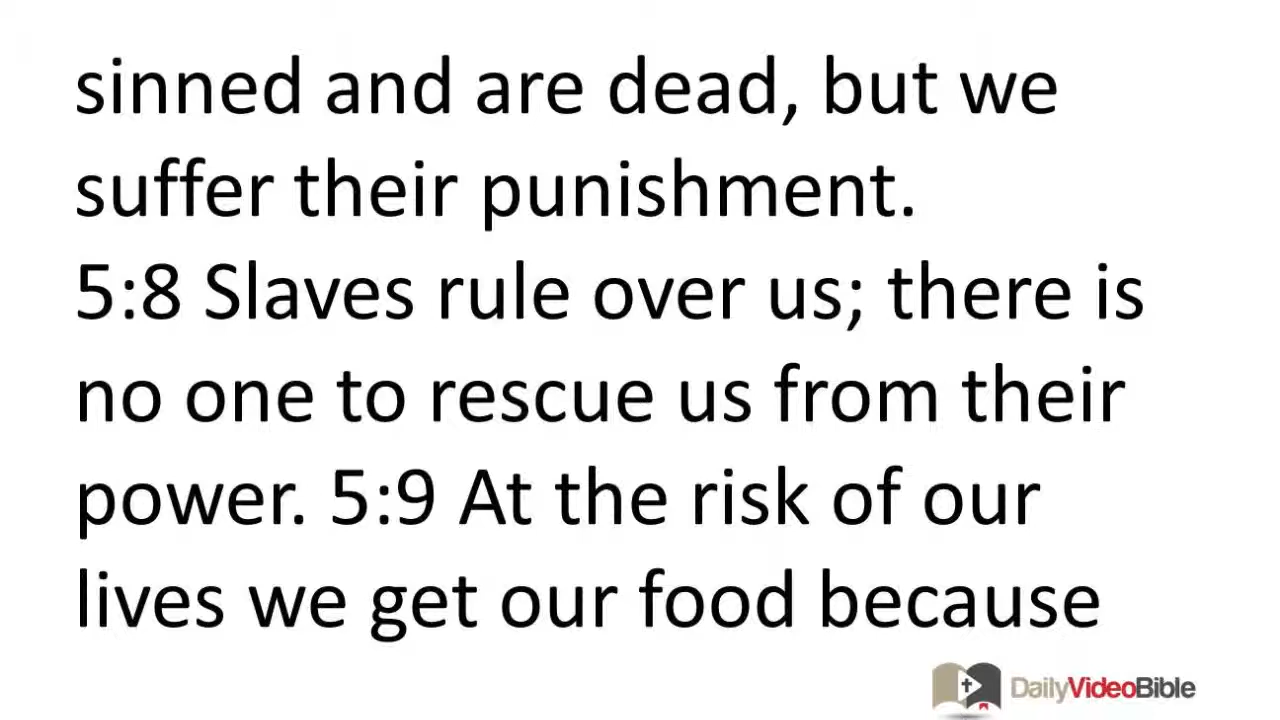 sinned and are dead, but we
suffer their punishment.
5:8 Slaves rule over us; there is
no one to rescue us from their
power. 5:9 At the risk of our
lives we get our food because
DailyVideoBible